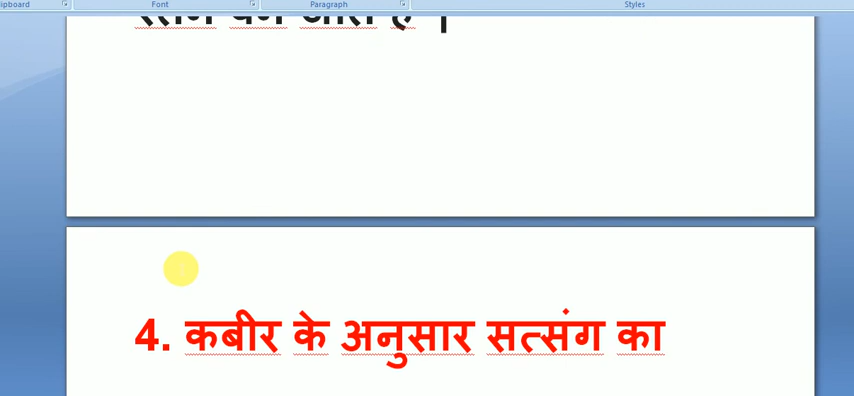 Font Paragraph Styles
4. कबीर के अनुसार सत्संग का